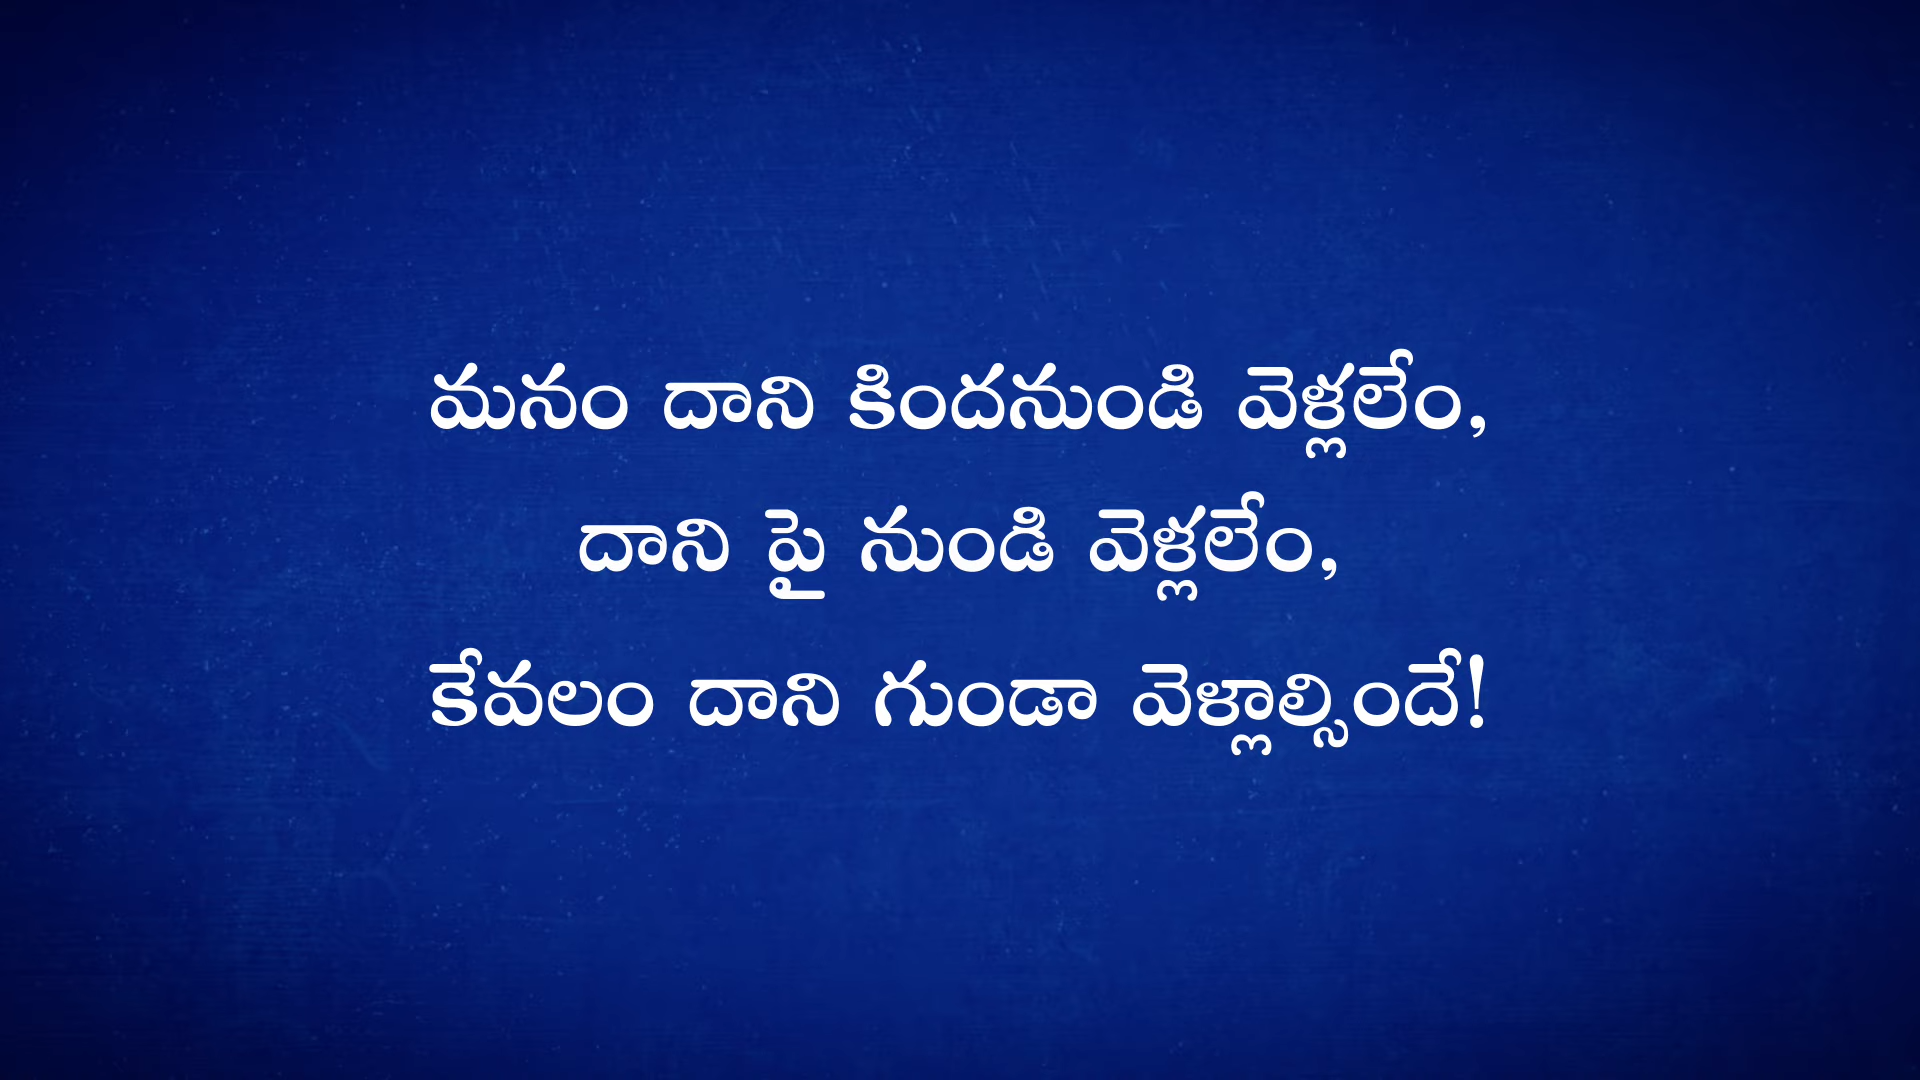 మనం దాని కిందనుండి వెళ్లలేం,
దాని పై నుండి వెళ్లలేం,
కేవలం దాని గుండా వెళ్లాల్సిందే!